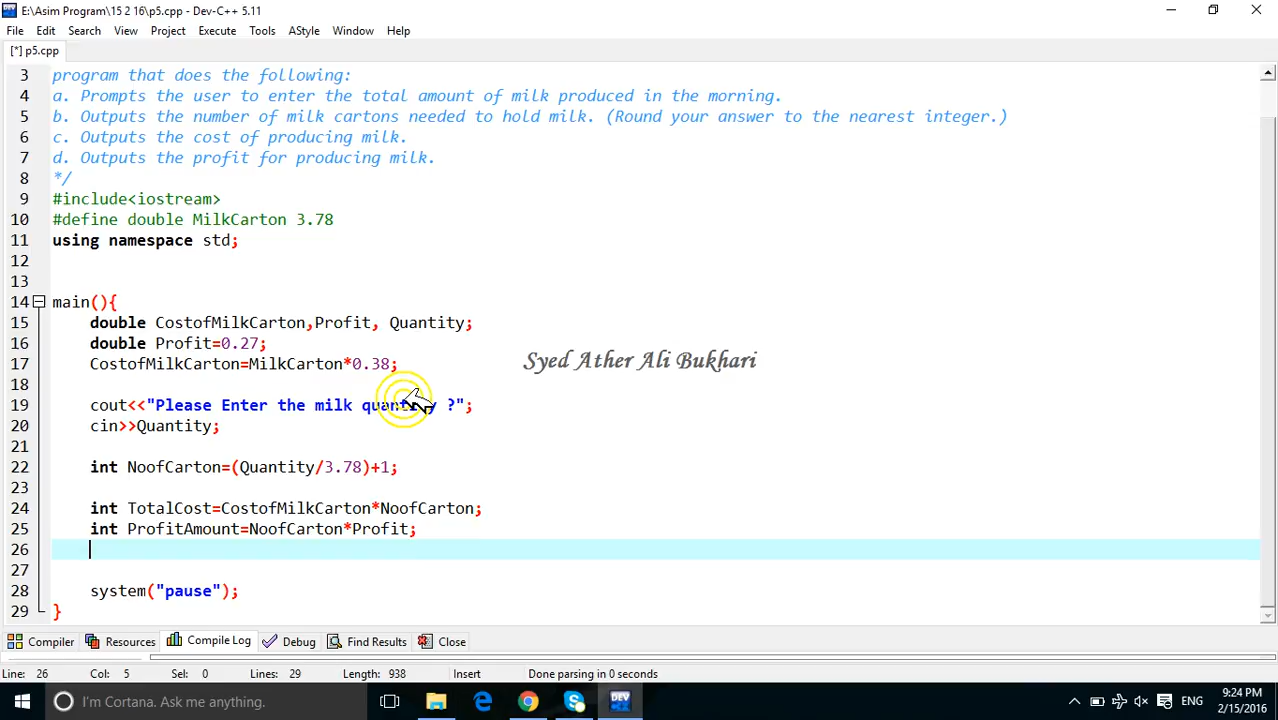 E:\Asim Program\15 2 16\p5.cpp - Dev-C++ 5.11
File Edit Search View Project Execute Tools AStyle Window Help
[*] p5.cpp
3 program that does the following:
4 a. Prompts the user to enter the total amount of milk produced in the morning.
5 b. Outputs the number of milk cartons needed to hold milk. (Round your answer to the nearest integer.)
6 c. Outputs the cost of producing milk.
7 d. Outputs the profit for producing milk.
8 */
9 #include<iostream>
10 #define double MilkCarton 3.78
11 using namespace std;
12
13
14 main(){
15 double CostofMilkCarton,Profit, Quantity;
16 double Profit=0.27;
17 CostofMilkCarton=MilkCarton*0.38;
Syed Ather Ali Bukhari
18
19 cout<<"Please Enter the milk quantity ?";
20 cin>>Quantity;
21
22 int NoofCarton=(Quantity/3.78)+1;
23
24 int TotalCost=CostofMilkCarton*NoofCarton;
25 int ProfitAmount=NoofCarton*Profit;
26
27
28 system("pause");
29 }
Compiler Resources Compile Log Debug Find Results Close
Line: 26 Col: 5 Sel: 0 Lines: 29 Length: 938 Insert Done parsing in 0 seconds
I'm Cortana. Ask me anything.
DEV
ENG
9:24 PM
2/15/2016